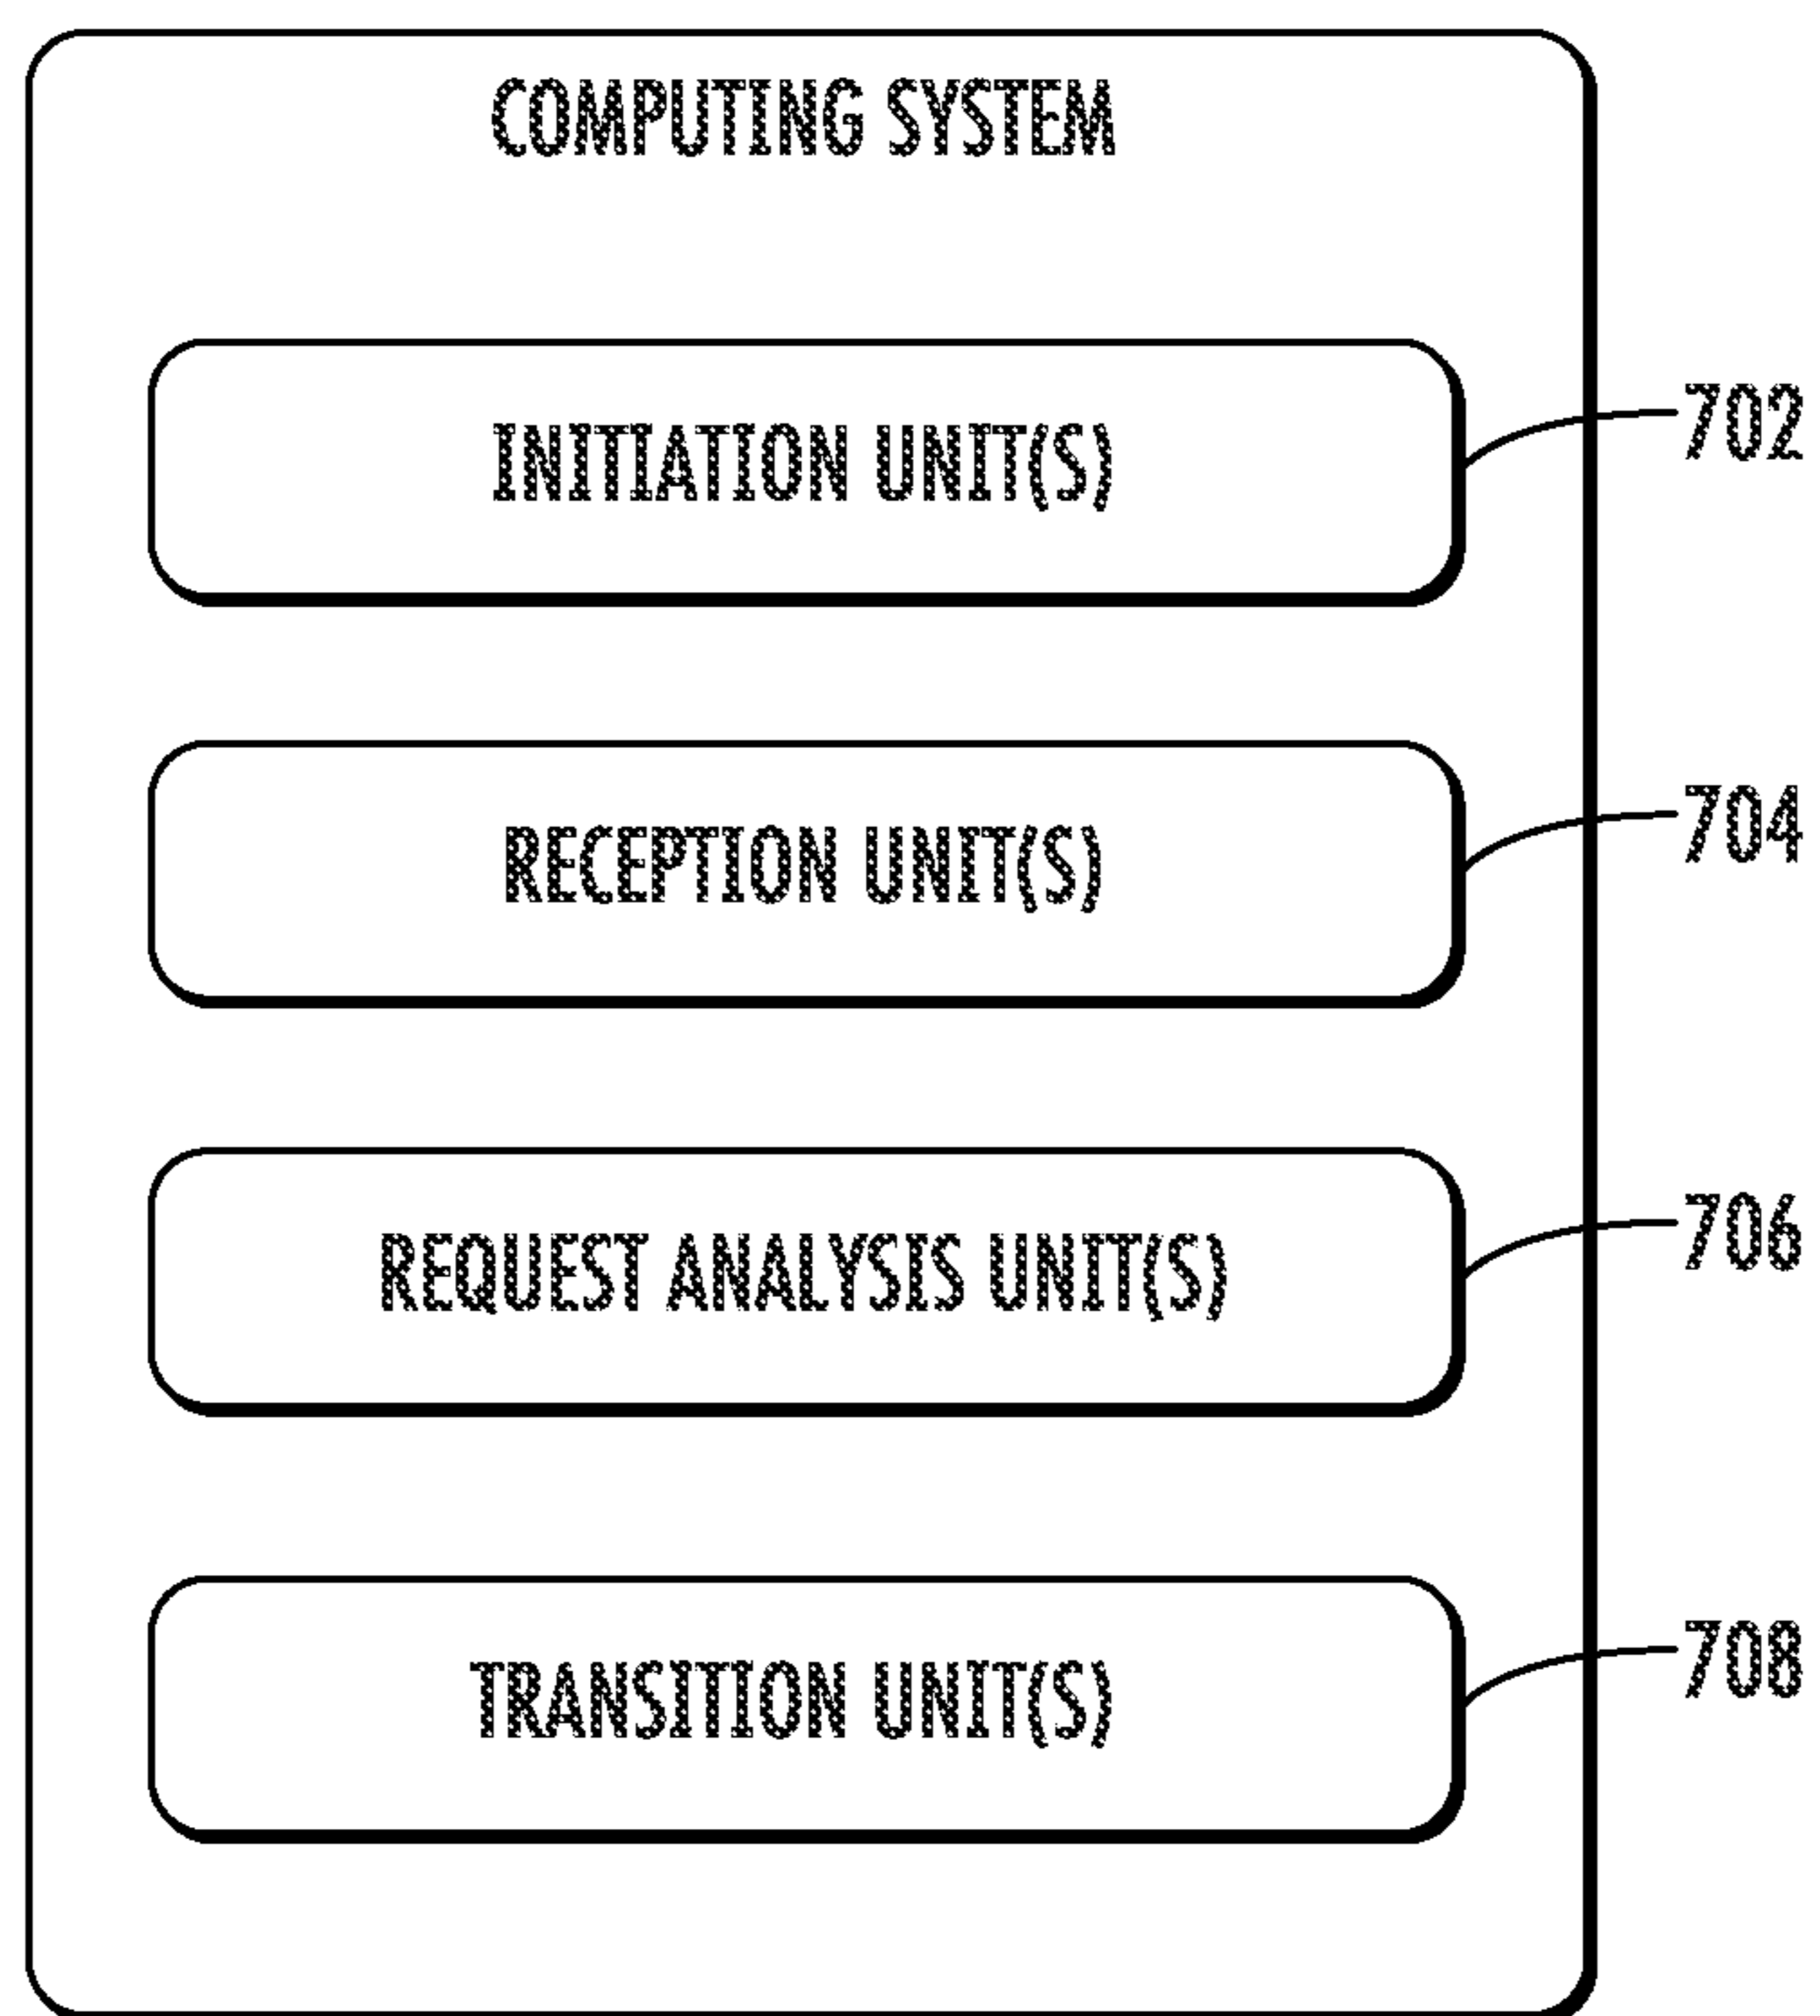 COMPUTING SYSTEM
INITIATION UNIT(S)
702
RECEPTION UNIT(S)
704
REQUEST ANALYSIS UNIT(S)
706
TRANSITION UNIT(S)
708